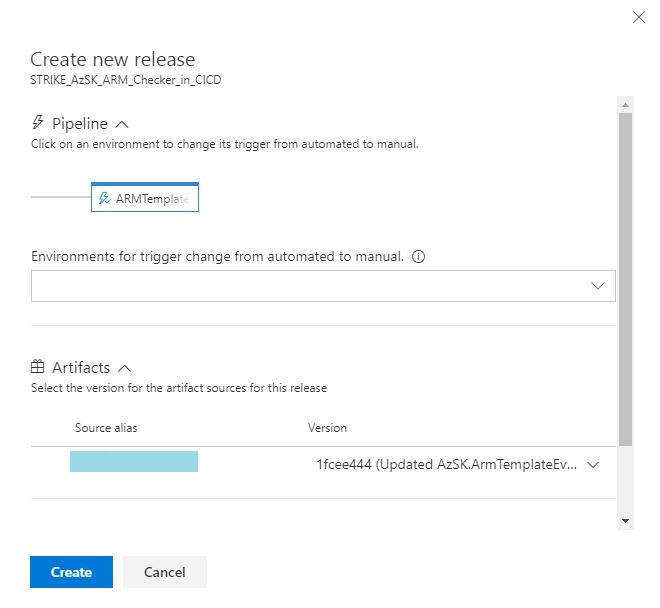 Create new release
STRIKE_AzSK_ARM_Checker_in_CICD
Pipeline
Click on an environment to change its trigger from automated to manual.
ARMTemplate
Environments for trigger change from automated to manual.
Artifacts
Select the version for the artifact sources for this release
Source alias Version
1fcee444 (Updated AzSK.ArmTemplateEv...
Create Cancel